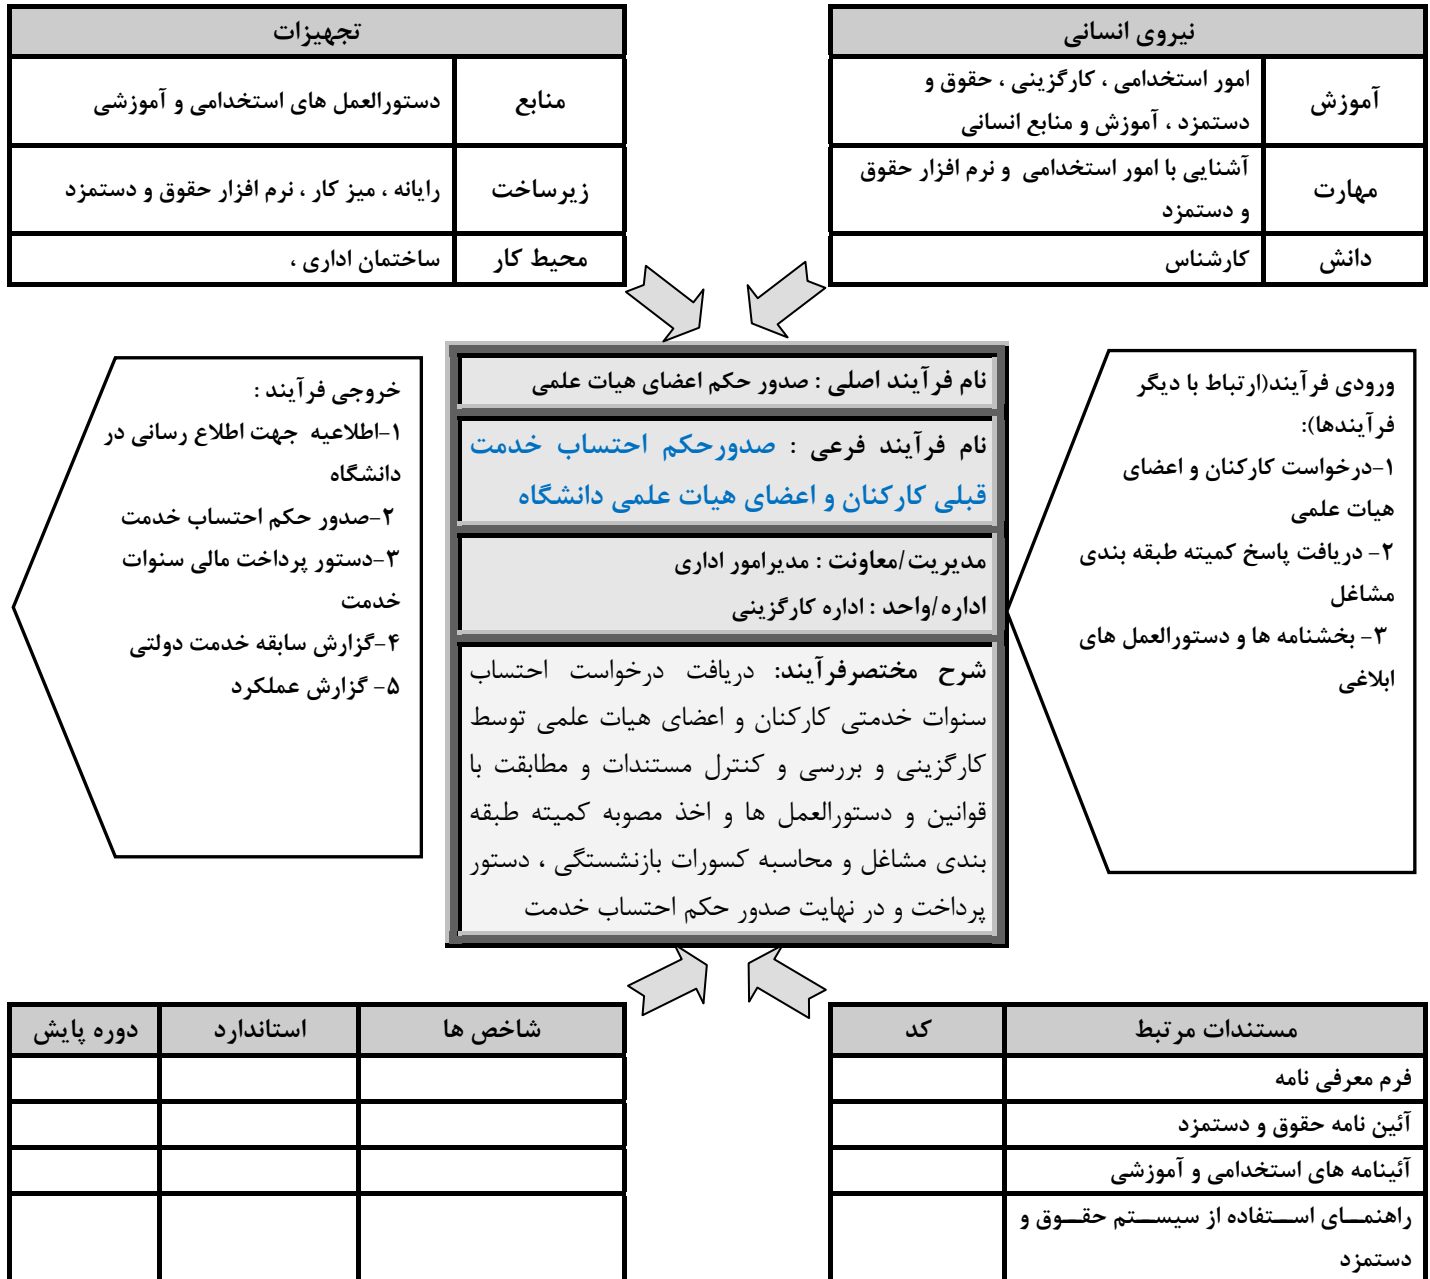 نیروی انسانی
آموزش
امور استخدامی ، کارگزینی ، حقوق و
دستمزد ، آموزش و منابع انسانی
مهارت
آشنایی با امور استخدامی و نرم افزار حقوق
و دستمزد
دانش
کارشناس
تجهیزات
منابع
دستورالعمل های استخدامی و آموزشی
زیرساخت
رایانه ، میز کار ، نرم افزار حقوق و دستمزد
محیط کار
ساختمان اداری ،
ورودی فرآیند(ارتباط با دیگر
فرآیندها):
۱-درخواست کارکنان و اعضای
هیات علمی
۲- دریافت پاسخ کمیته طبقه بندی
مشاغل
۳- بخشنامه ها و دستورالعمل های
ابلاغی
نام فرآیند اصلی : صدور حکم اعضای هیات علمی
نام فرآیند فرعی : صدورحکم احتساب خدمت
قبلی کارکنان و اعضای هیات علمی دانشگاه
مدیریت/معاونت : مدیرامور اداری
اداره/واحد : اداره کارگزینی
شرح مختصرفرآیند: دریافت درخواست احتساب
سنوات خدمتی کارکنان و اعضای هیات علمی توسط
کارگزینی و بررسی و کنترل مستندات و مطابقت با
قوانین و دستورالعمل ها و اخذ مصوبه کمیته طبقه
بندی مشاغل و محاسبه کسورات بازنشستگی ، دستور
پرداخت و در نهایت صدور حکم احتساب خدمت
خروجی فرآیند :
۱-اطلاعیه جهت اطلاع رسانی در
دانشگاه
۲-صدور حکم احتساب خدمت
۳-دستور پرداخت مالی سنوات
خدمت
۴-گزارش سابقه خدمت دولتی
۵- گزارش عملکرد
مستندات مرتبط
کد
فرم معرفی نامه
آئین نامه حقوق و دستمزد
آئینامه های استخدامی و آموزشی
راهنمـــای اســـتفاده از سیســـتم حقـــوق و
دستمزد
شاخص ها
استاندارد
دوره پایش